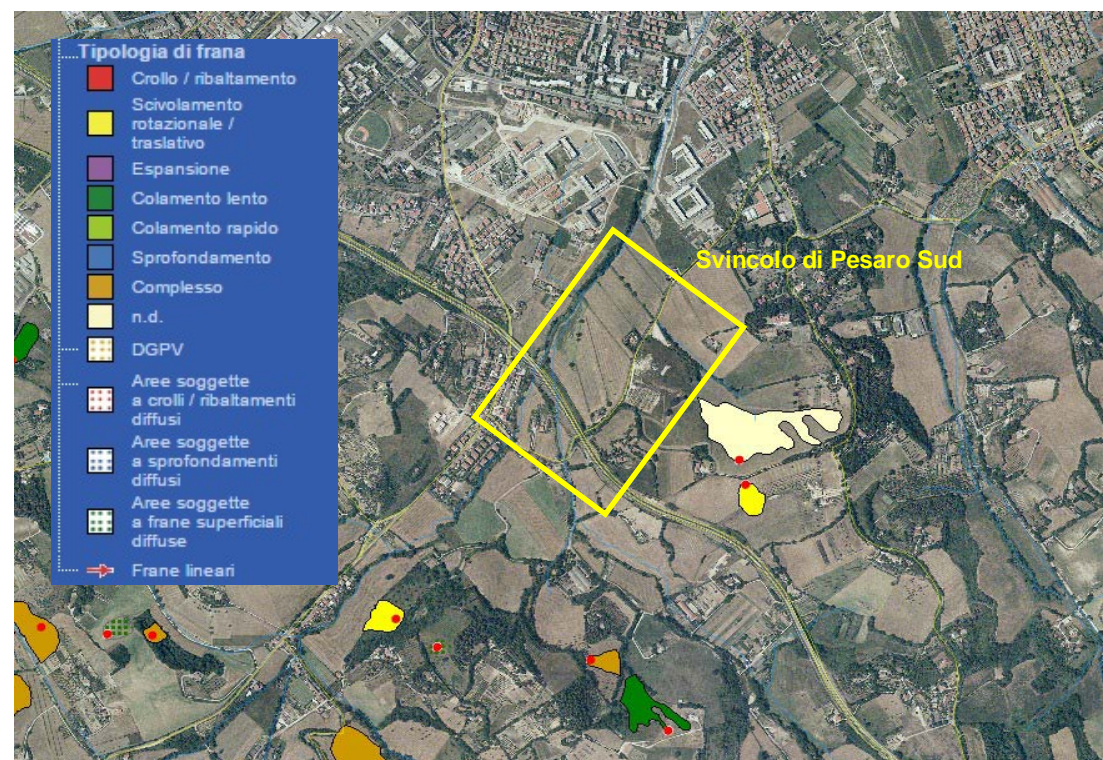 Tipologia di frana
Crollo / ribaltamento
Scivolamento
rotazionale /
traslativo
Espansione
Colamento lento
Colamento rapido
Sprofondamento
Complesso
n.d.
DGPV
Aree soggette
a crolli / ribaltamenti
diffusi
Aree soggette
a sprofondamenti
diffusi
Aree soggette
a frane superficiali
diffuse
Frane lineari
Svincolo di Pesaro Sud